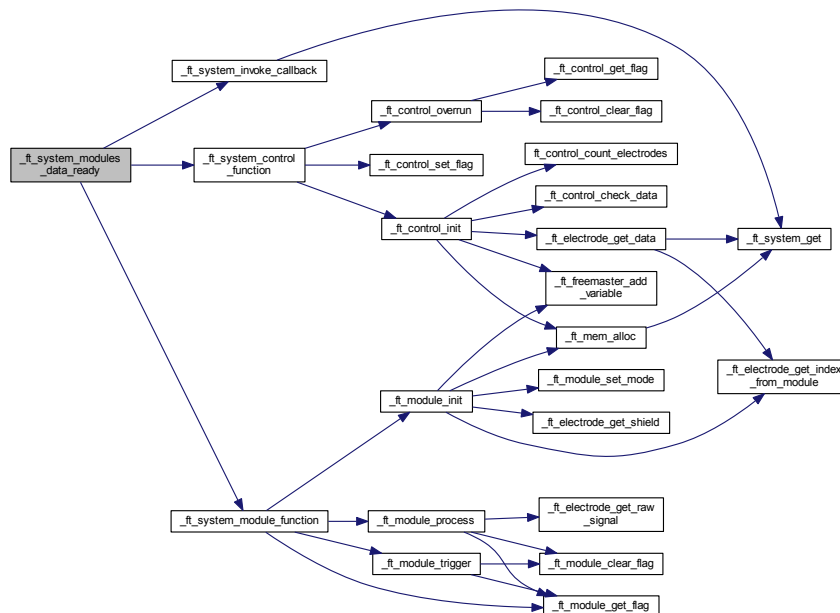 _ft_system_modules
_data_ready
_ft_system_invoke_callback
_ft_system_control
_function
_ft_system_module_function
_ft_control_overrun
_ft_control_set_flag
_ft_control_init
_ft_module_init
_ft_module_process
_ft_module_trigger
_ft_control_get_flag
_ft_control_clear_flag
_ft_control_count_electrodes
_ft_control_check_data
_ft_electrode_get_data
_ft_freemaster_add
_variable
_ft_mem_alloc
_ft_module_set_mode
_ft_electrode_get_shield
_ft_electrode_get_raw
_signal
_ft_module_clear_flag
_ft_module_get_flag
_ft_system_get
_ft_electrode_get_index
_from_module